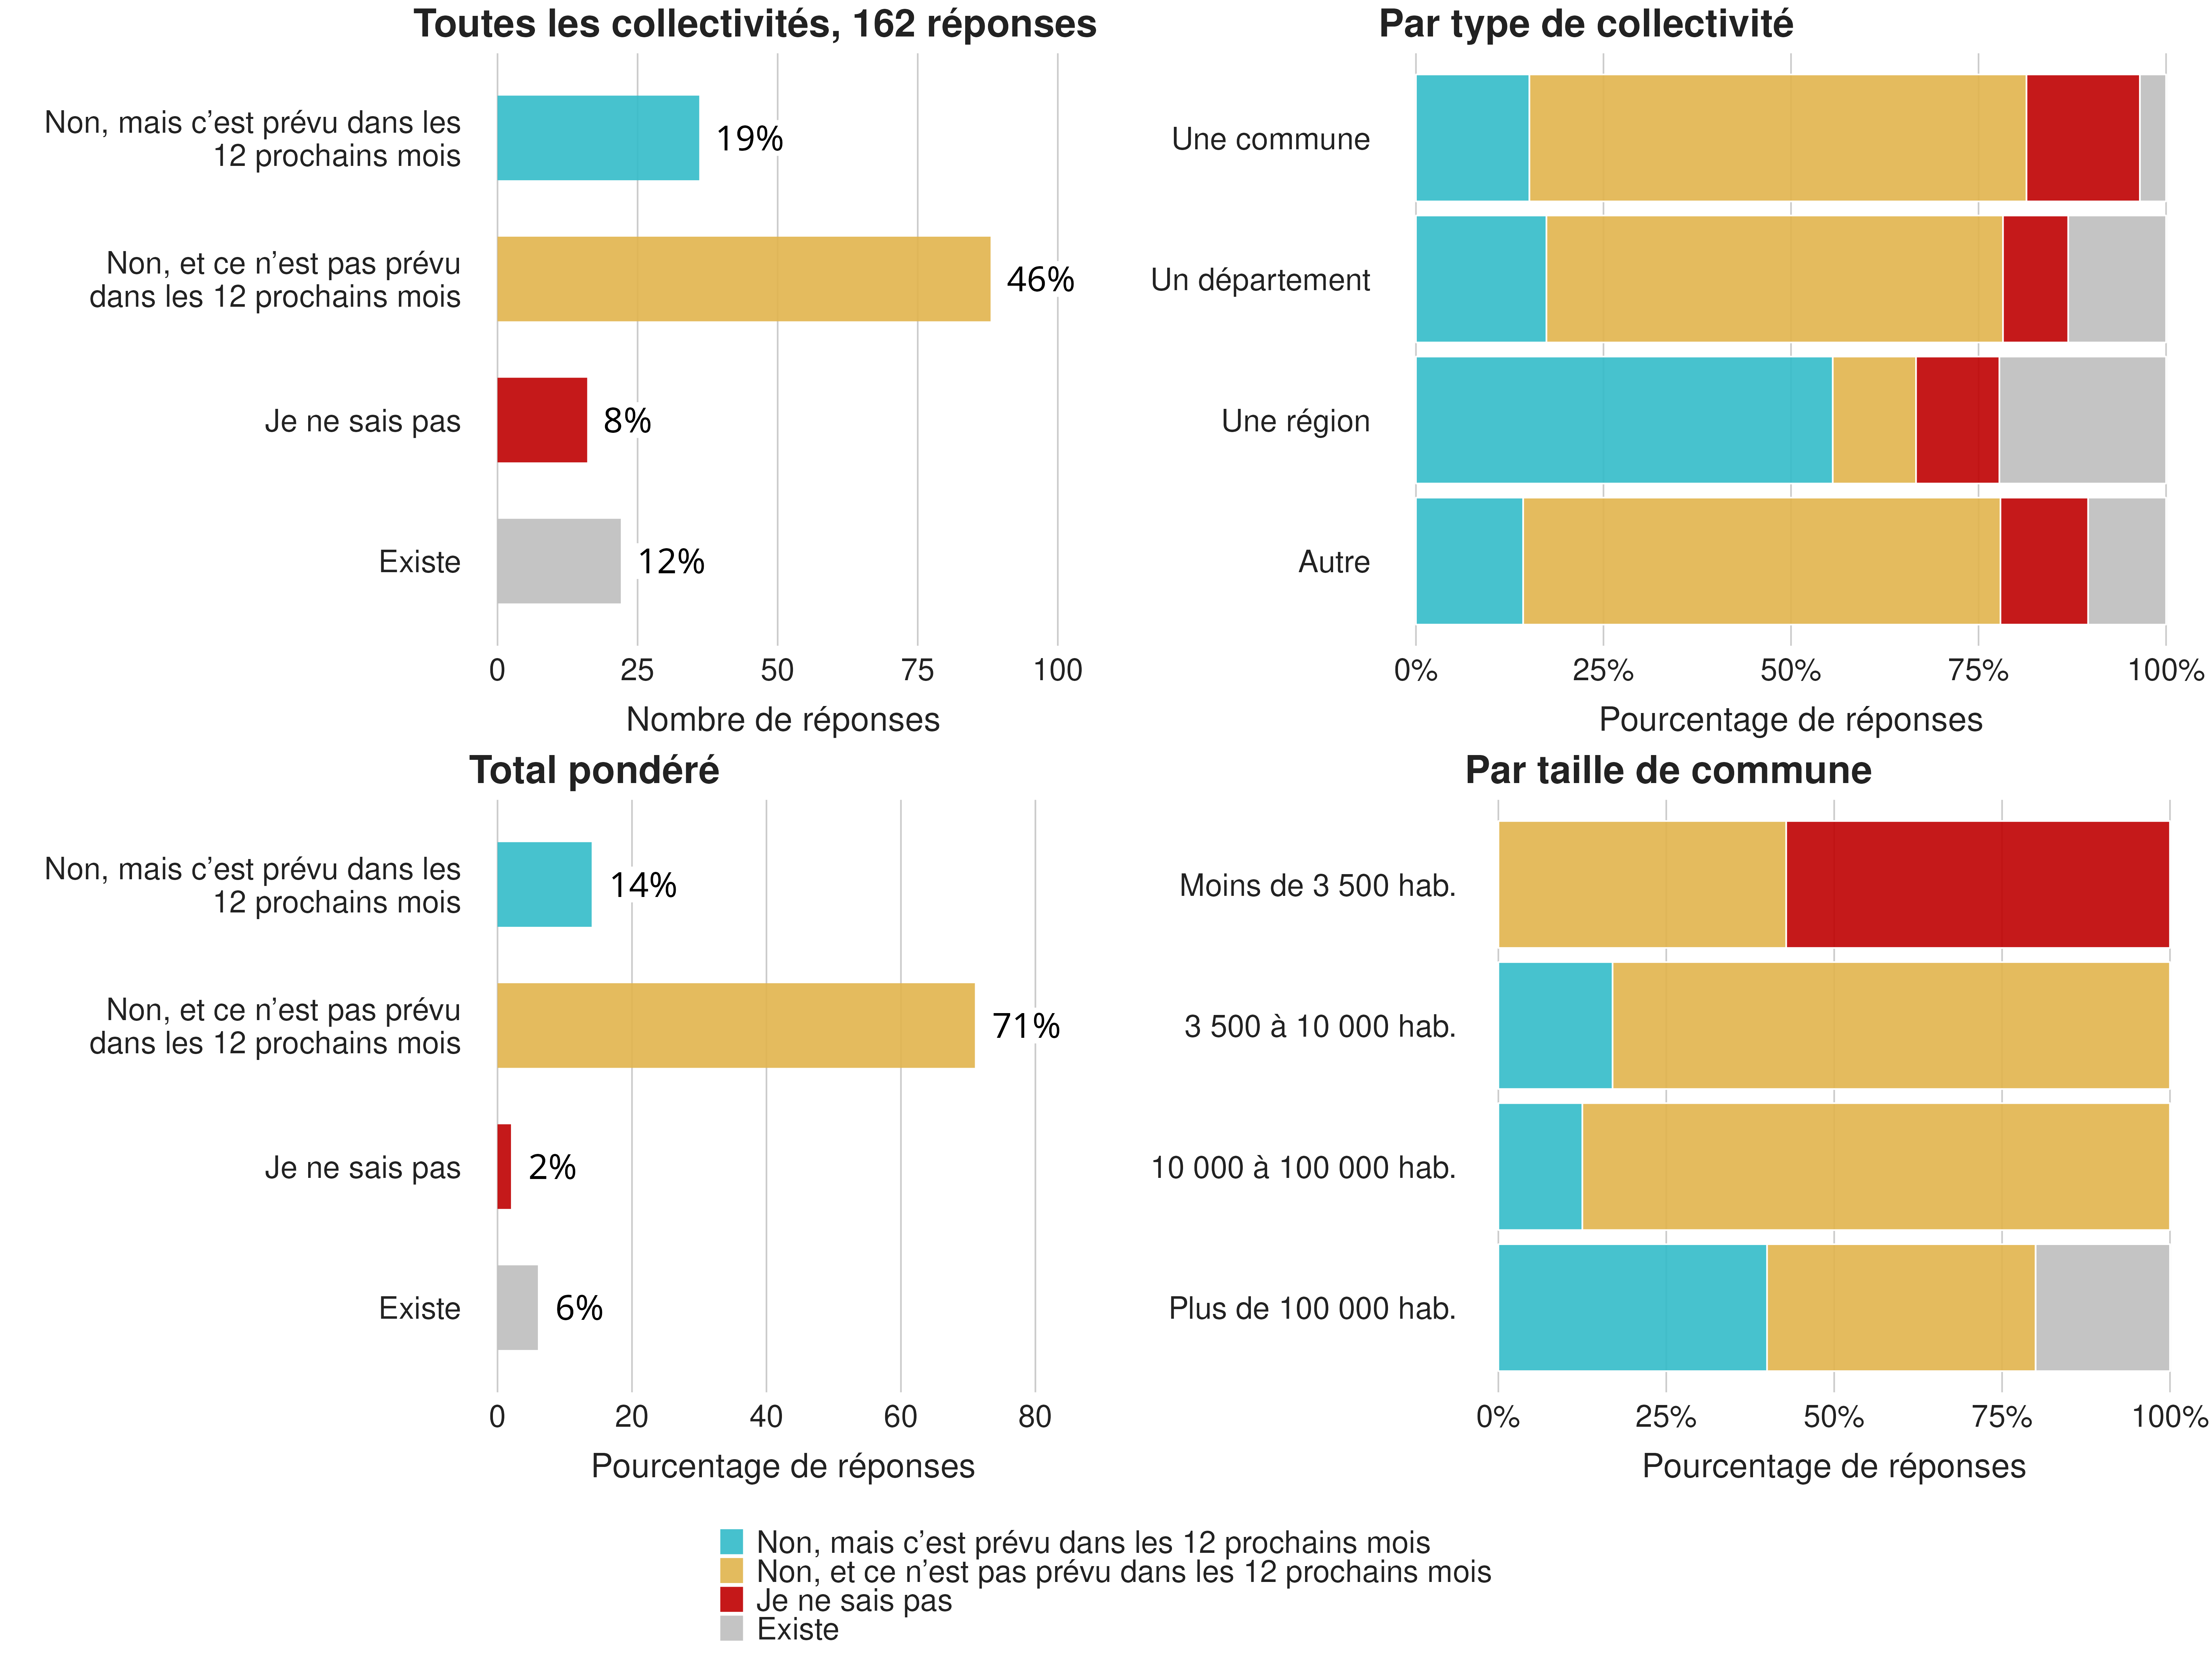 Toutes les collectivités, 162 réponses
Non, mais c’est prévu dans les
12 prochains mois
19%
Non, et ce n’est pas prévu
dans les 12 prochains mois
46%
Je ne sais pas
8%
Existe
12%
0 25 50 75 100
Nombre de réponses
Par type de collectivité
Une commune
Un département
Une région
Autre
0% 25% 50% 75% 100%
Pourcentage de réponses
Total pondéré
Non, mais c’est prévu dans les
12 prochains mois
14%
Non, et ce n’est pas prévu
dans les 12 prochains mois
71%
Je ne sais pas
2%
Existe
6%
0 20 40 60 80
Pourcentage de réponses
Par taille de commune
Moins de 3 500 hab.
3 500 à 10 000 hab.
10 000 à 100 000 hab.
Plus de 100 000 hab.
0% 25% 50% 75% 100%
Pourcentage de réponses
Non, mais c’est prévu dans les 12 prochains mois
Non, et ce n’est pas prévu dans les 12 prochains mois
Je ne sais pas
Existe